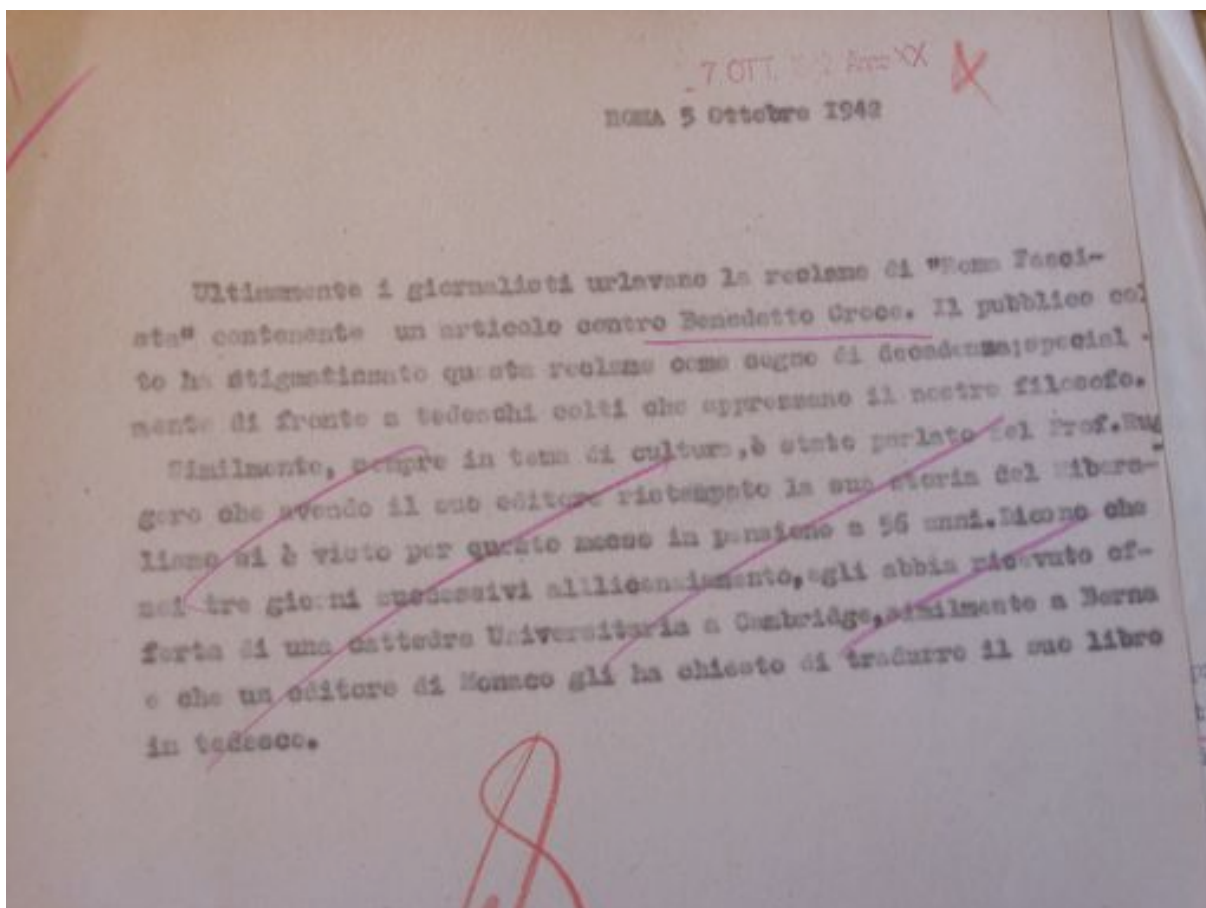 7 OTT. Anno XX
ROMA 5 Ottobre 1942
Ultimamente i giornalisti urlavano la reclame di "Roma Fasci-
sta" contenente un articolo contro Benedetto Croce. Il pubblico col
to ha stigmatizzato questa reclame come segno di decadenza;special -
mente di fronte a tedeschi colti che apprezzano il nostro filosofo.
Similmente, sempre in tema di cultura,è stato parlato del Prof.Rug
gero che avendo il suo editore ristampato la sua storia del Libera-
lismo si è visto per questo messo in pensione a 56 anni.Dicono che
nei tre giorni successivi alllicenziamento,egli abbia ricevuto of-
ferta di una cattedra Universitaria a Cambridge,similmente a Berna
e che un editore di Monaco gli ha chiesto di tradurre il suo libro
in tedesco.